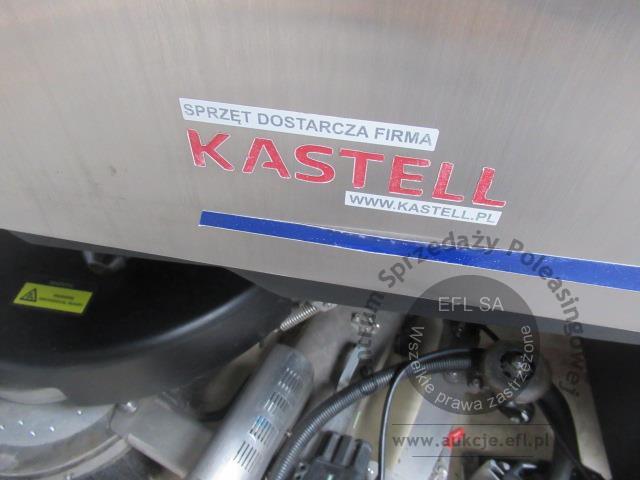 SPRZĘT DOSTARCZA FIRMA
KASTELL
WWW.KASTELL.PL
Centrum Sprzedaży Poleasingowej
EFL SA
Wszelkie prawa zastrzeżone
www.aukcje.efl.pl